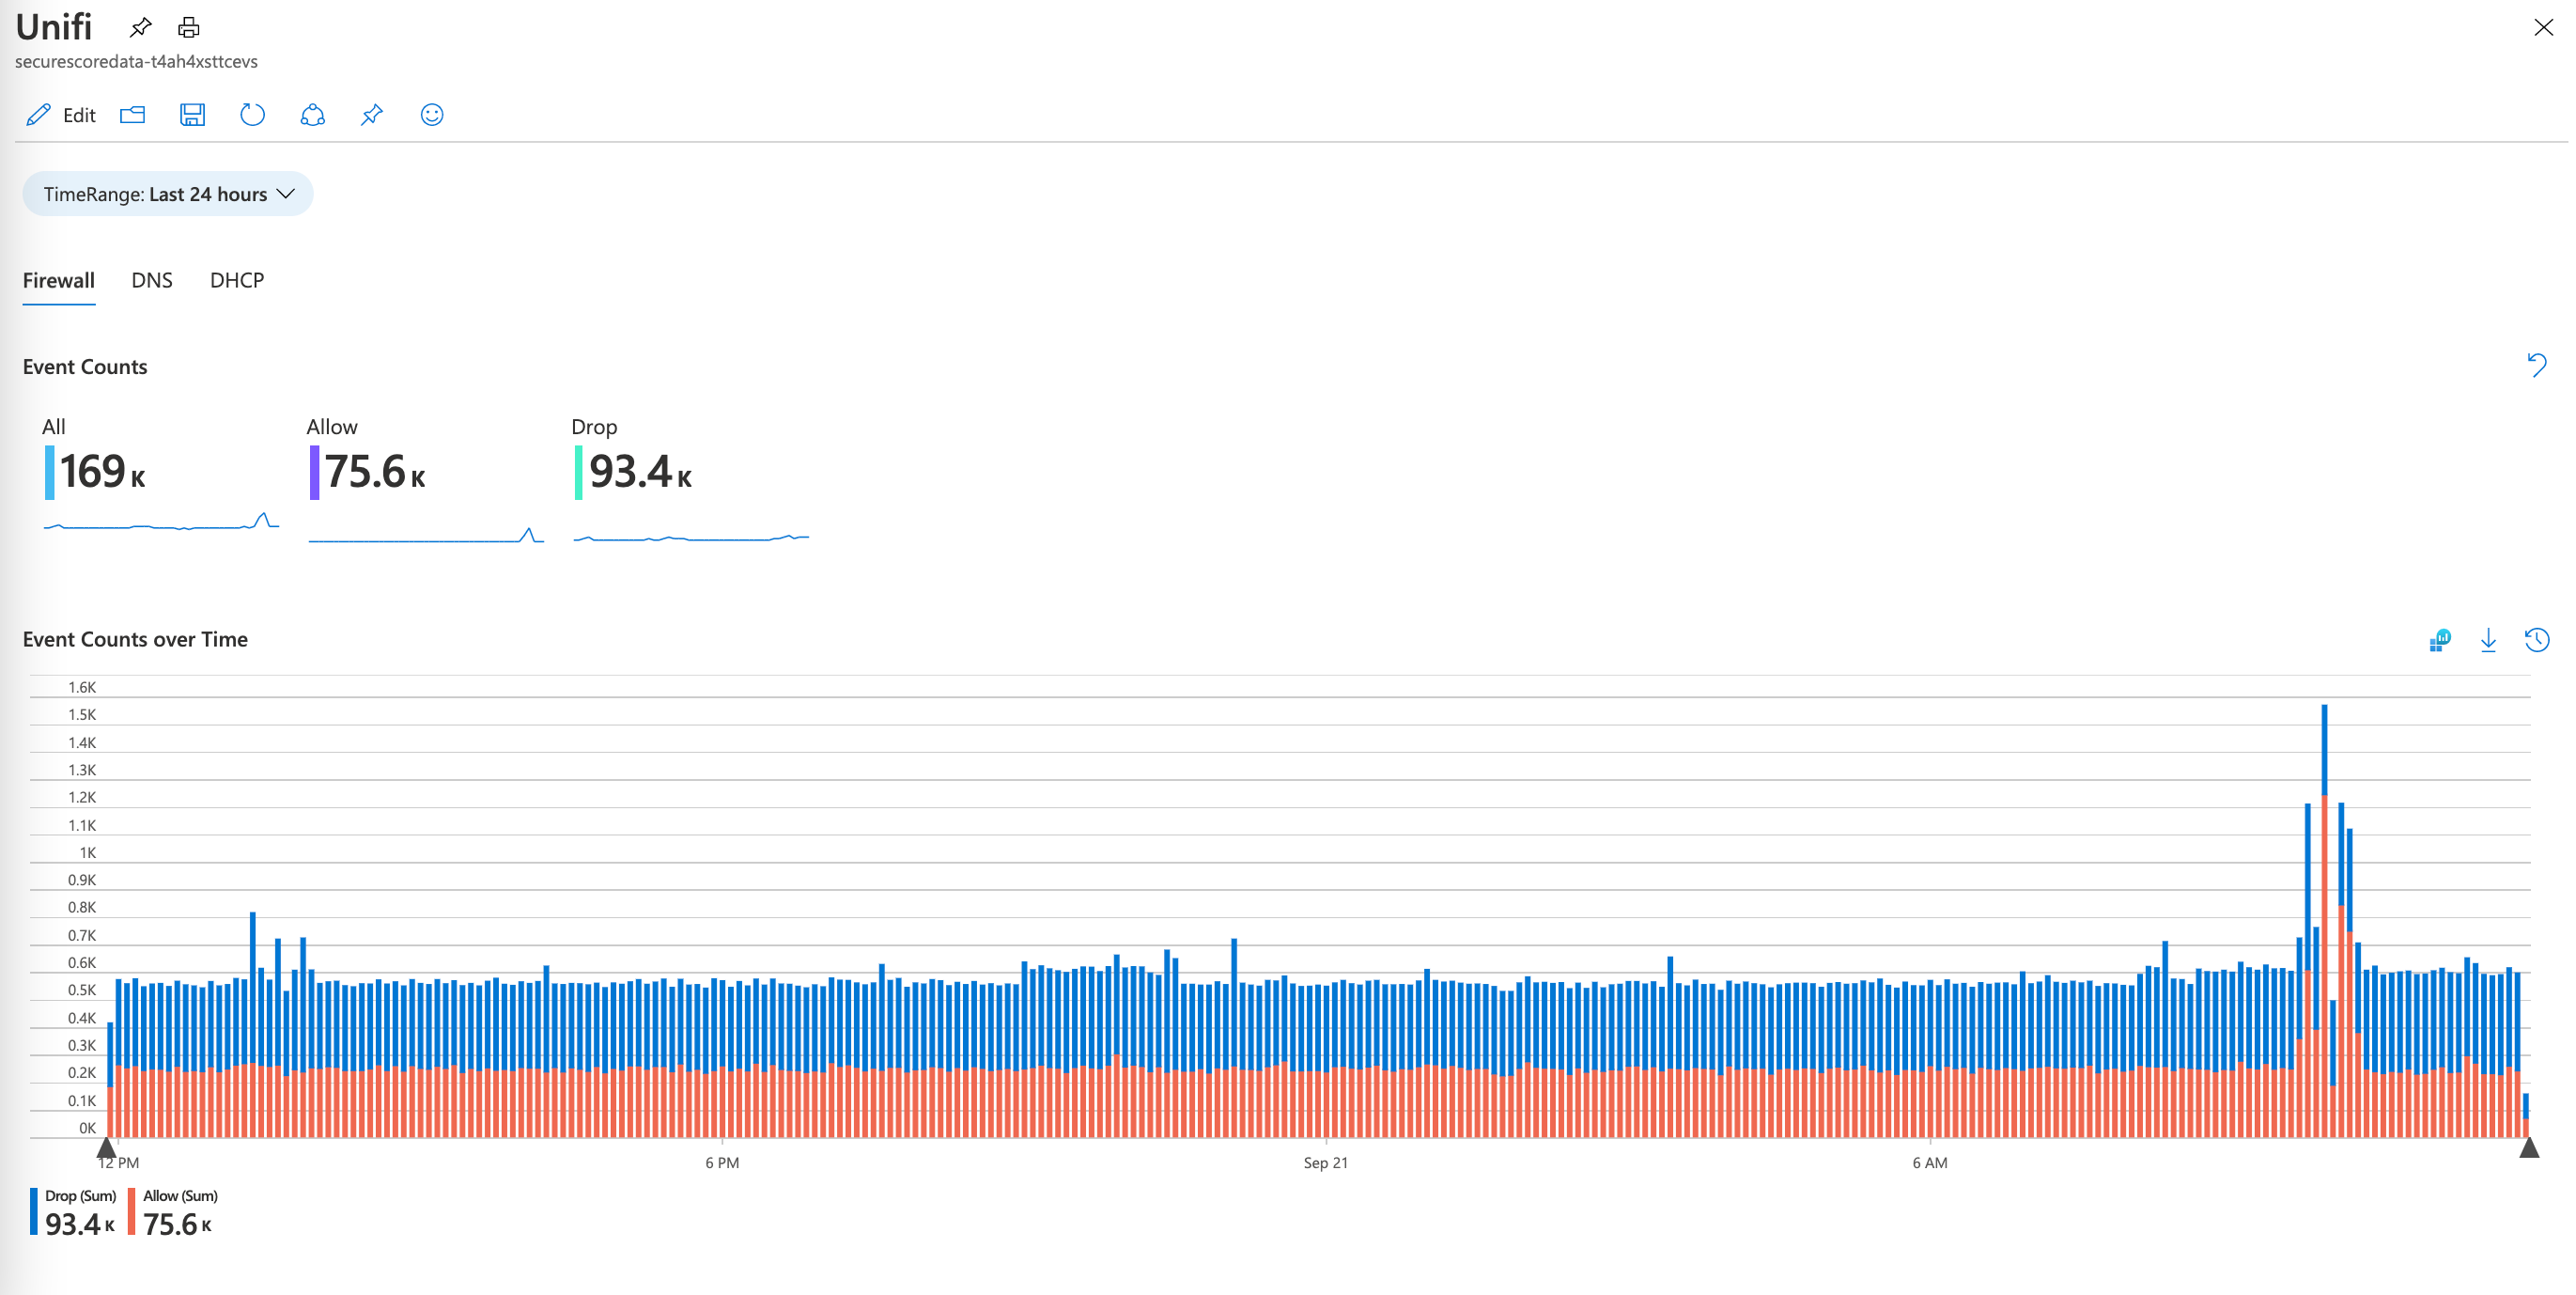 Unifi
securescoredata-t4ah4xsttcevs
Edit
TimeRange: Last 24 hours
Firewall DNS DHCP
Event Counts
All Allow Drop
169 K 75.6 K 93.4 K
Event Counts over Time
1.6K
1.5K
1.4K
1.3K
1.2K
1.1K
1K
0.9K
0.8K
0.7K
0.6K
0.5K
0.4K
0.3K
0.2K
0.1K
0K
12 PM 6 PM Sep 21 6 AM
Drop (Sum) Allow (Sum)
93.4 K 75.6 K